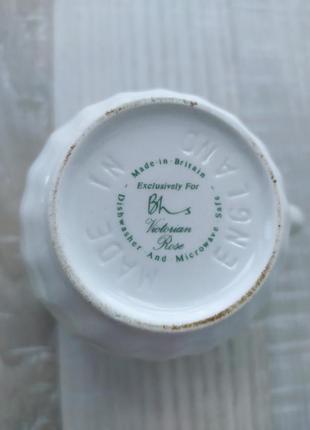 - Made-in-Britain -
Exclusively For
Bhs
Victorian
Rose
Dishwasher And Microwave Safe
MADE IN
ENGLAND